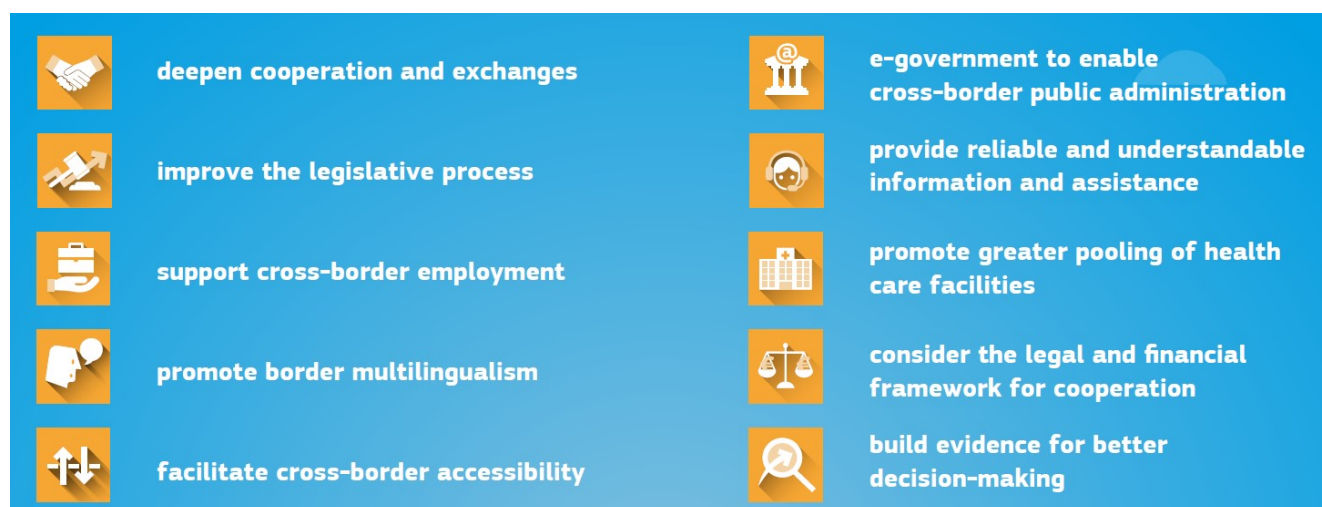 deepen cooperation and exchanges
improve the legislative process
support cross-border employment
promote border multilingualism
facilitate cross-border accessibility
@
e-government to enable
cross-border public administration
provide reliable and understandable
information and assistance
promote greater pooling of health
care facilities
consider the legal and financial
framework for cooperation
build evidence for better
decision-making